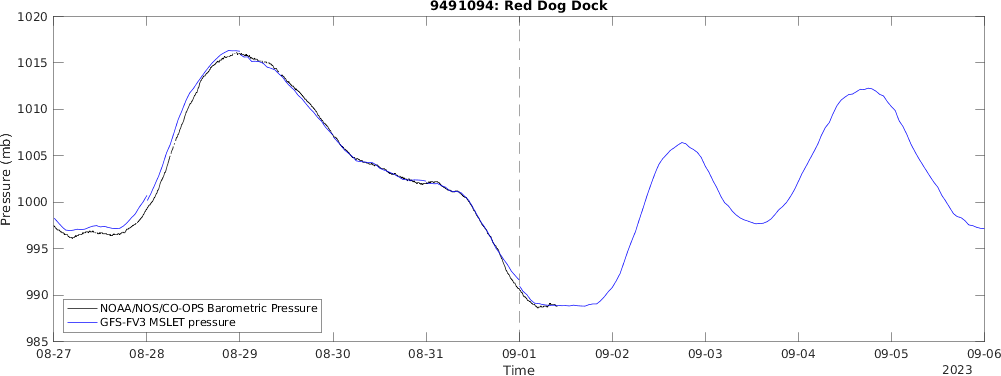 9491094: Red Dog Dock
Pressure (mb)
1020
1015
1010
1005
1000
995
990
985
NOAA/NOS/CO-OPS Barometric Pressure
GFS-FV3 MSLET pressure
08-27 08-28 08-29 08-30 08-31 09-01 09-02 09-03 09-04 09-05 09-06
Time
2023